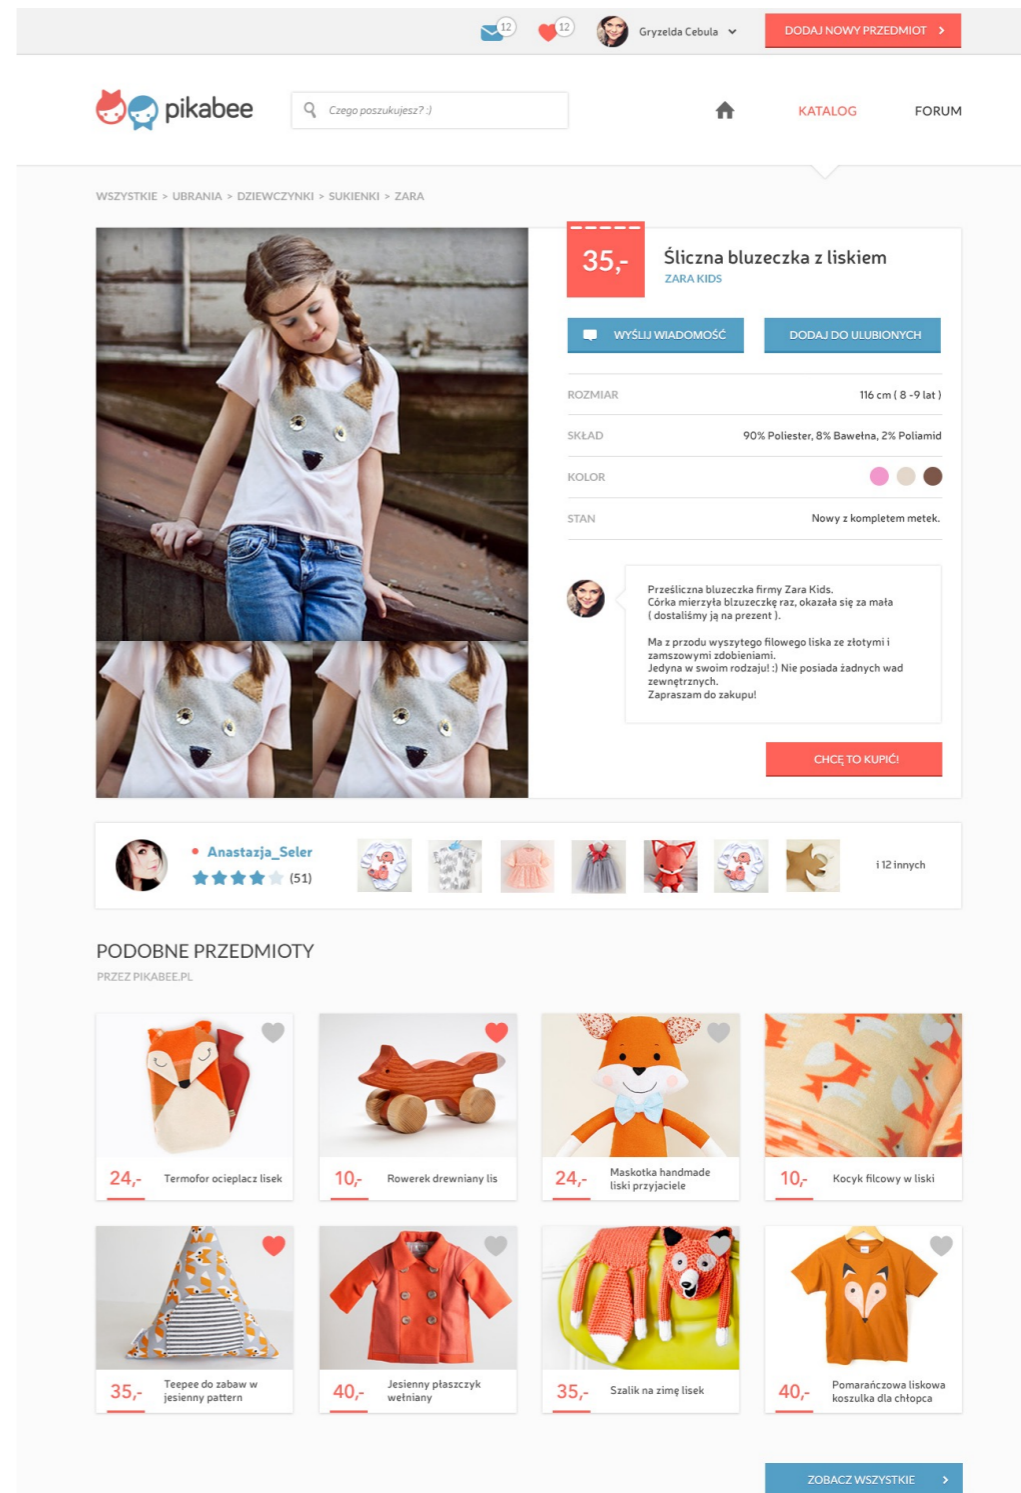 12
12
Gryzelda Cebula
DODAJ NOWY PRZEDMIOT >
pikabee
Czego poszukujesz? :)
KATALOG
FORUM
WSZYSTKIE > UBRANIA > DZIEWCZYNKI > SUKIENKI > ZARA
35,-
Śliczna bluzeczka z liskiem
ZARA KIDS
WYŚLIJ WIADOMOŚĆ
DODAJ DO ULUBIONYCH
ROZMIAR
116 cm ( 8 -9 lat )
SKŁAD
90% Poliester, 8% Bawełna, 2% Poliamid
KOLOR
STAN
Nowy z kompletem metek.
Prześliczna bluzeczka firmy Zara Kids.
Córka mierzyła blzuzeczkę raz, okazała się za mała
( dostaliśmy ją na prezent ).
Ma z przodu wyszytego filowego liska ze złotymi i
zamszowymi zdobieniami.
Jedyna w swoim rodzaju! :) Nie posiada żadnych wad
zewnętrznych.
Zapraszam do zakupu!
CHCĘ TO KUPIĆ!
Anastazja_Seler
(51)
i 12 innych
PODOBNE PRZEDMIOTY
PRZEZ PIKABEE.PL
24,-
Termofor ocieplacz lisek
10,-
Rowerek drewniany lis
24,-
Maskotka handmade
liski przyjaciele
10,-
Kocyk filcowy w liski
35,-
Teepee do zabaw w
jesienny pattern
40,-
Jesienny płaszczyk
wełniany
35,-
Szalik na zimę lisek
40,-
Pomarańczowa liskowa
koszulka dla chłopca
ZOBACZ WSZYSTKIE >